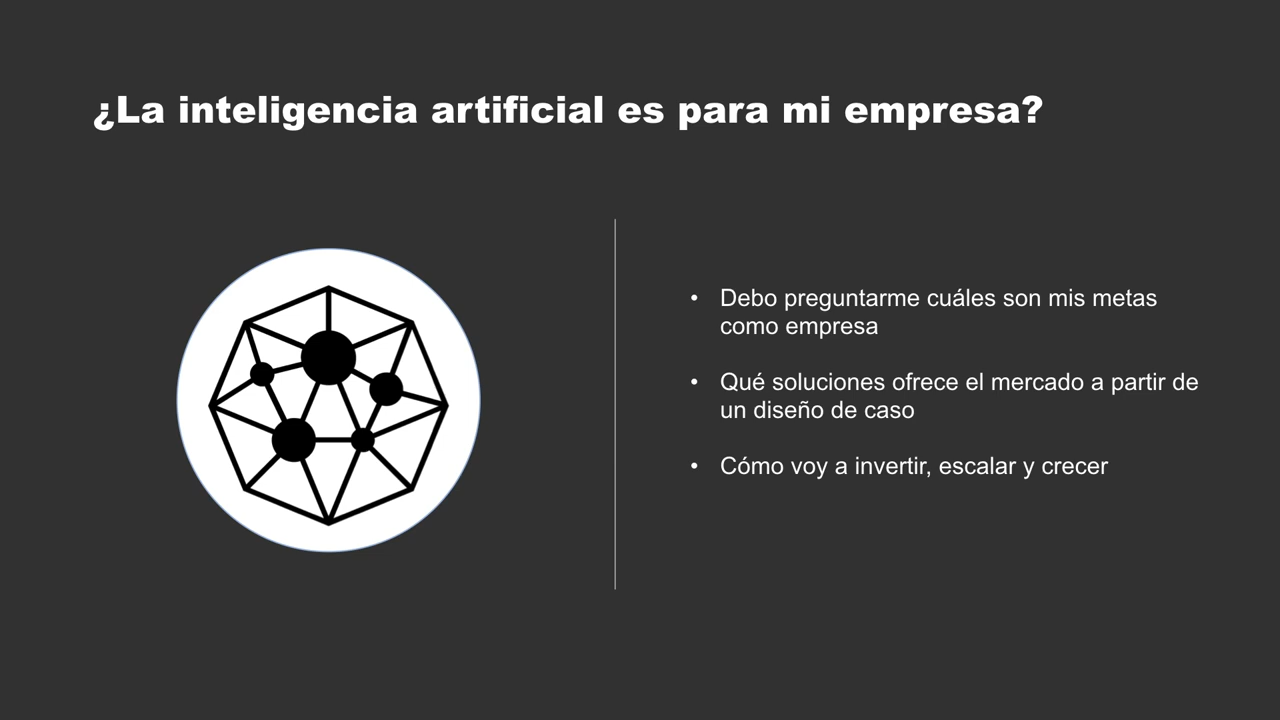 ¿La inteligencia artificial es para mi empresa?
• Debo preguntarme cuáles son mis metas
como empresa
• Qué soluciones ofrece el mercado a partir de
un diseño de caso
• Cómo voy a invertir, escalar y crecer